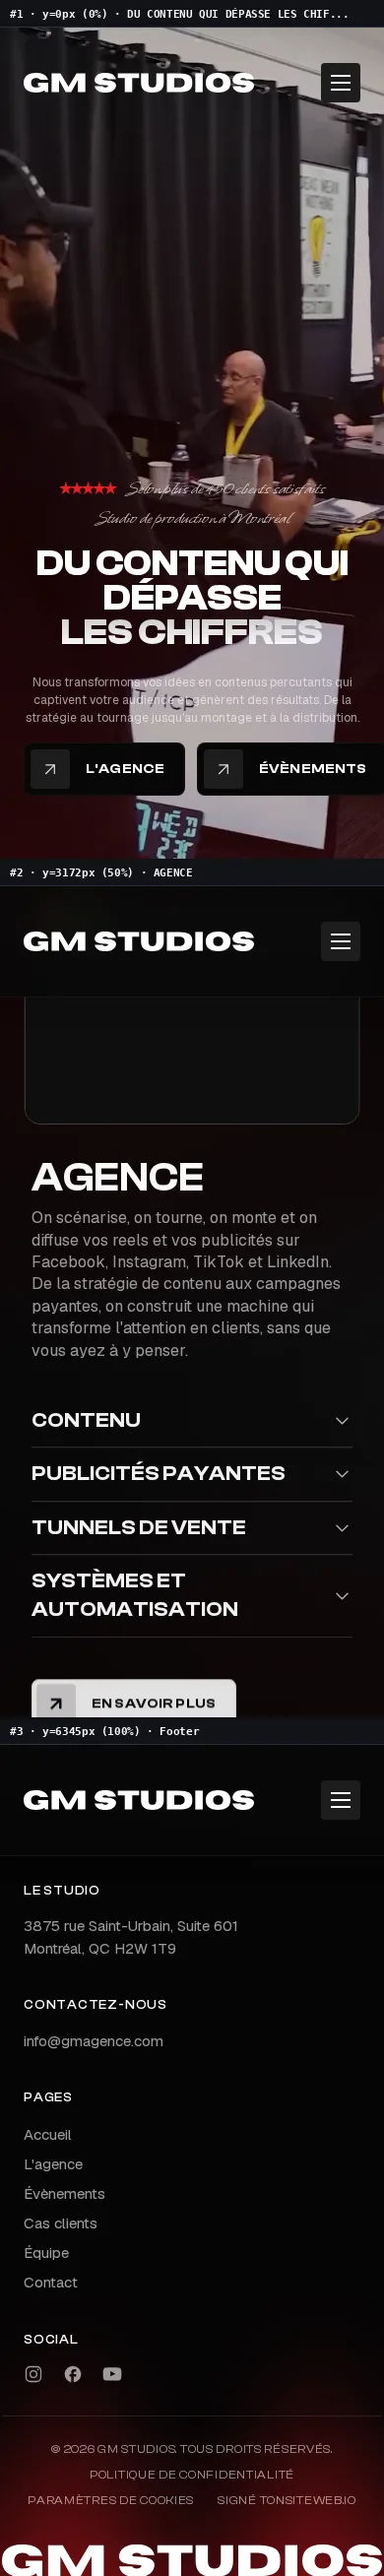 #1 · y=0px (0%) · DU CONTENU QUI DÉPASSE LES CHIF...
GM STUDIOS
★★★★★ Selon plus de 400 clients satisfaits
Studio de production à Montréal
DU CONTENU QUI
DÉPASSE
LES CHIFFRES
Nous transformons vos idées en contenus percutants qui
captivent votre audience et génèrent des résultats. De la
stratégie au tournage jusqu'au montage et à la distribution.
L'AGENCE
ÉVÈNEMENTS
#2 · y=3172px (50%) · AGENCE
GM STUDIOS
AGENCE
On scénarise, on tourne, on monte et on
diffuse vos reels et vos publicités sur
Facebook, Instagram, TikTok et LinkedIn.
De la stratégie de contenu aux campagnes
payantes, on construit une machine qui
transforme l'attention en clients, sans que
vous ayez à y penser.
CONTENU
PUBLICITÉS PAYANTES
TUNNELS DE VENTE
SYSTÈMES ET
AUTOMATISATION
EN SAVOIR PLUS
#3 · y=6345px (100%) · Footer
GM STUDIOS
LE STUDIO
3875 rue Saint-Urbain, Suite 601
Montréal, QC H2W 1T9
CONTACTEZ-NOUS
info@gmagence.com
PAGES
Accueil
L'agence
Évènements
Cas clients
Équipe
Contact
SOCIAL
© 2026 GM STUDIOS. TOUS DROITS RÉSERVÉS.
POLITIQUE DE CONFIDENTIALITÉ
PARAMÈTRES DE COOKIES SIGNÉ TONSITEWEB.IO
GM STUDIOS